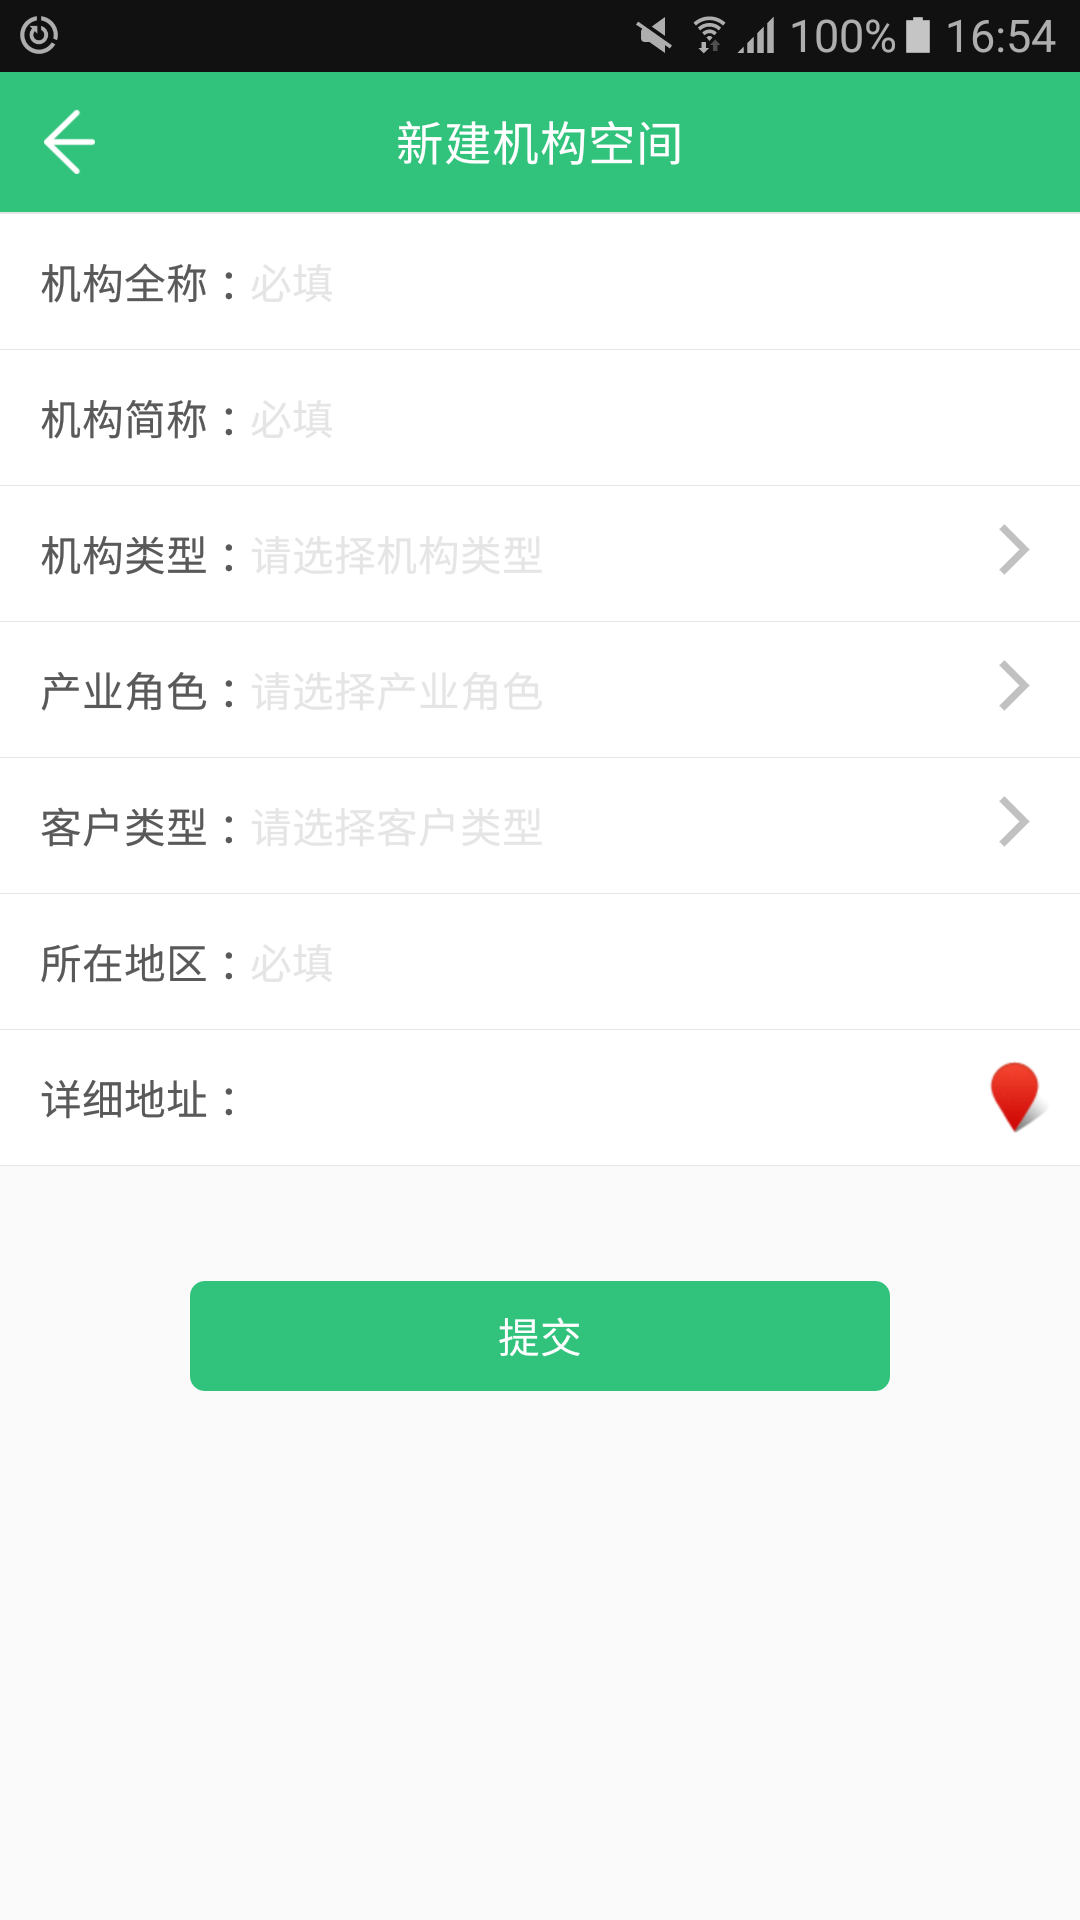 100% 16:54
新建机构空间
机构全称：必填
机构简称：必填
机构类型：请选择机构类型
产业角色：请选择产业角色
客户类型：请选择客户类型
所在地区：必填
详细地址：
提交